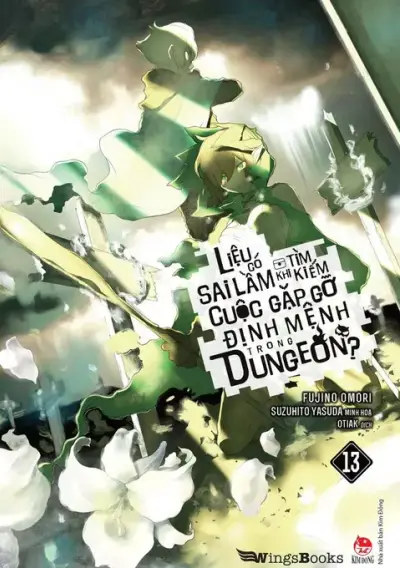 LIỆU CÓ
SAI LẦM KHI TÌM
KIẾM
CUỘC GẶP GỠ
ĐỊNH MỆNH
TRONG
DUNGEON?
FUJINO OMORI
SUZUHITO YASUDA MINH HỌA
OTIAK DỊCH
13
WingsBooks
KIM ĐỒNG
Nhà xuất bản Kim Đồng